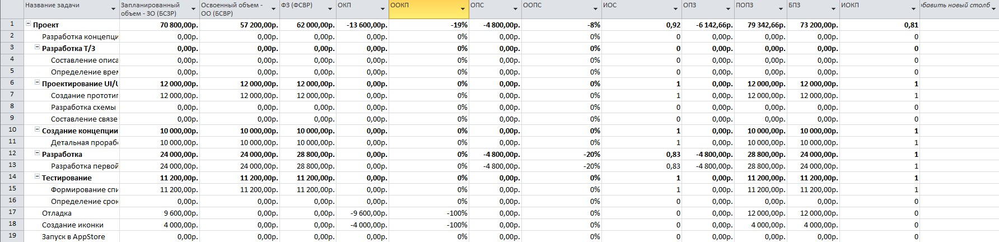 Название задачи Запланированный объем - ЗО (БСЗР) Освоенный объем - ОО (БСВР) ФЗ (ФСВР) ОКП ООКП ОПС ООПС ИОС ОПЗ ПОПЗ БПЗ ИОКП бавить новый столб
1 Проект 70 800,00р. 57 200,00р. 62 000,00р. -13 600,00р. -19% -4 800,00р. -8% 0,92 -6 142,66р. 79 342,66р. 73 200,00р. 0,81
2 Разработка концепци 0,00р. 0,00р. 0,00р. 0,00р. 0% 0,00р. 0% 0 0,00р. 0,00р. 0,00р. 0
3 Разработка Т/З 0,00р. 0,00р. 0,00р. 0,00р. 0% 0,00р. 0% 0 0,00р. 0,00р. 0,00р. 0
4 Составление описа 0,00р. 0,00р. 0,00р. 0,00р. 0% 0,00р. 0% 0 0,00р. 0,00р. 0,00р. 0
5 Определение врем 0,00р. 0,00р. 0,00р. 0,00р. 0% 0,00р. 0% 0 0,00р. 0,00р. 0,00р. 0
6 Проектирование UI/U 12 000,00р. 12 000,00р. 12 000,00р. 0,00р. 0% 0,00р. 0% 1 0,00р. 12 000,00р. 12 000,00р. 1
7 Создание прототип 12 000,00р. 12 000,00р. 12 000,00р. 0,00р. 0% 0,00р. 0% 1 0,00р. 12 000,00р. 12 000,00р. 1
8 Разработка схемы 0,00р. 0,00р. 0,00р. 0,00р. 0% 0,00р. 0% 0 0,00р. 0,00р. 0,00р. 0
9 Составление связе 0,00р. 0,00р. 0,00р. 0,00р. 0% 0,00р. 0% 0 0,00р. 0,00р. 0,00р. 0
10 Создание концепции 10 000,00р. 10 000,00р. 10 000,00р. 0,00р. 0% 0,00р. 0% 1 0,00р. 10 000,00р. 10 000,00р. 1
11 Детальная прораб 10 000,00р. 10 000,00р. 10 000,00р. 0,00р. 0% 0,00р. 0% 1 0,00р. 10 000,00р. 10 000,00р. 1
12 Разработка 24 000,00р. 24 000,00р. 28 800,00р. 0,00р. 0% -4 800,00р. -20% 0,83 -4 800,00р. 28 800,00р. 24 000,00р. 1
13 Разработка первой 24 000,00р. 24 000,00р. 28 800,00р. 0,00р. 0% -4 800,00р. -20% 0,83 -4 800,00р. 28 800,00р. 24 000,00р. 1
14 Тестирование 11 200,00р. 11 200,00р. 11 200,00р. 0,00р. 0% 0,00р. 0% 1 0,00р. 11 200,00р. 11 200,00р. 1
15 Формирование спи 11 200,00р. 11 200,00р. 11 200,00р. 0,00р. 0% 0,00р. 0% 1 0,00р. 11 200,00р. 11 200,00р. 1
16 Определение срок 0,00р. 0,00р. 0,00р. 0,00р. 0% 0,00р. 0% 0 0,00р. 0,00р. 0,00р. 0
17 Отладка 9 600,00р. 0,00р. 0,00р. -9 600,00р. -100% 0,00р. 0% 0 0,00р. 12 000,00р. 12 000,00р. 0
18 Создание иконки 4 000,00р. 0,00р. 0,00р. -4 000,00р. -100% 0,00р. 0% 0 0,00р. 4 000,00р. 4 000,00р. 0
19 Запуск в AppStore 0,00р. 0,00р. 0,00р. 0,00р. 0% 0,00р. 0% 0 0,00р. 0,00р. 0,00р. 0